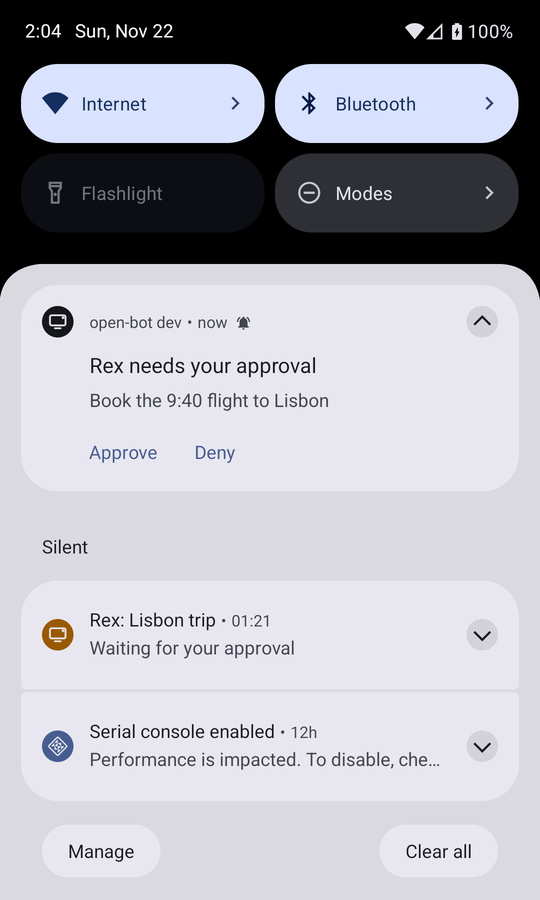 2:04 Sun, Nov 22 100%
Internet
Bluetooth
Flashlight
Modes
open-bot dev • now
Rex needs your approval
Book the 9:40 flight to Lisbon
Approve Deny
Silent
Rex: Lisbon trip • 01:21
Waiting for your approval
Serial console enabled • 12h
Performance is impacted. To disable, che…
Manage Clear all